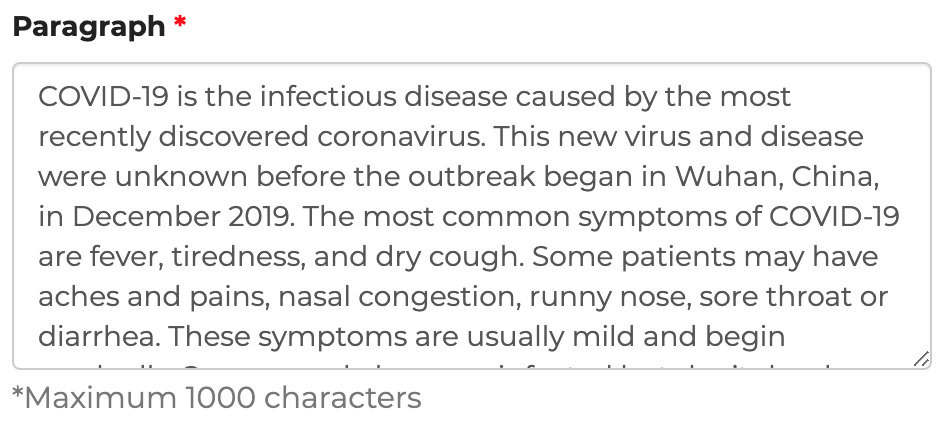 Paragraph *
COVID-19 is the infectious disease caused by the most
recently discovered coronavirus. This new virus and disease
were unknown before the outbreak began in Wuhan, China,
in December 2019. The most common symptoms of COVID-19
are fever, tiredness, and dry cough. Some patients may have
aches and pains, nasal congestion, runny nose, sore throat or
diarrhea. These symptoms are usually mild and begin
*Maximum 1000 characters